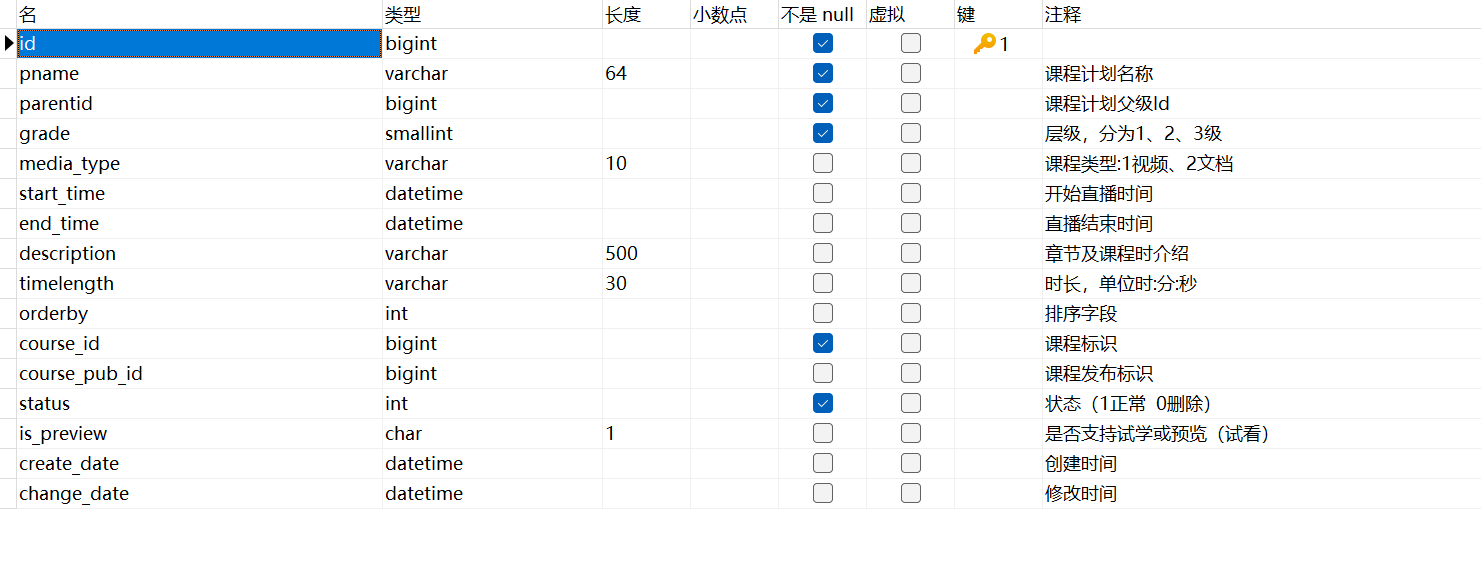 名 类型 长度 小数点 不是 null 虚拟 键 注释
id bigint 1
pname varchar 64 课程计划名称
parentid bigint 课程计划父级Id
grade smallint 层级，分为1、2、3级
media_type varchar 10 课程类型:1视频、2文档
start_time datetime 开始直播时间
end_time datetime 直播结束时间
description varchar 500 章节及课程时介绍
timelength varchar 30 时长，单位时:分:秒
orderby int 排序字段
course_id bigint 课程标识
course_pub_id bigint 课程发布标识
status int 状态（1正常 0删除）
is_preview char 1 是否支持试学或预览（试看）
create_date datetime 创建时间
change_date datetime 修改时间